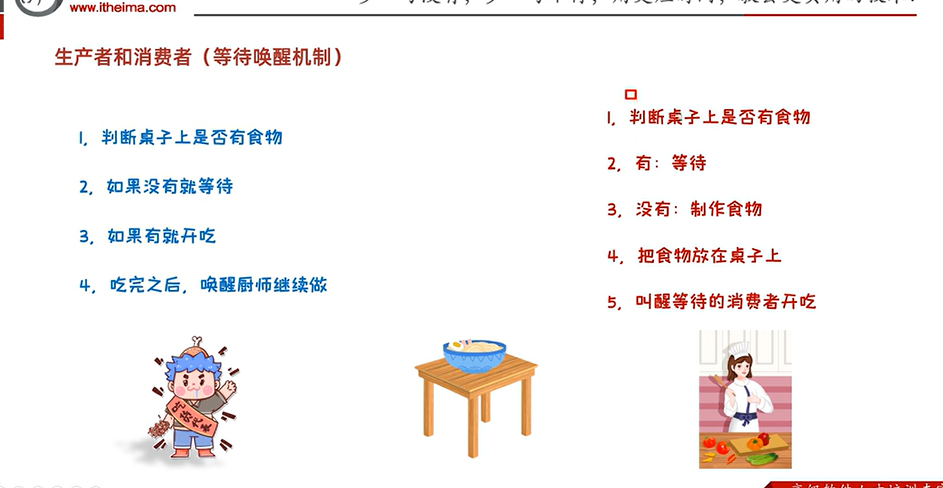 www.itheima.com
生产者和消费者（等待唤醒机制）
1，判断桌子上是否有食物
2，如果没有就等待
3，如果有就开吃
4，吃完之后，唤醒厨师继续做
1，判断桌子上是否有食物
2，有：等待
3，没有：制作食物
4，把食物放在桌子上
5，叫醒等待的消费者开吃
吃货代表